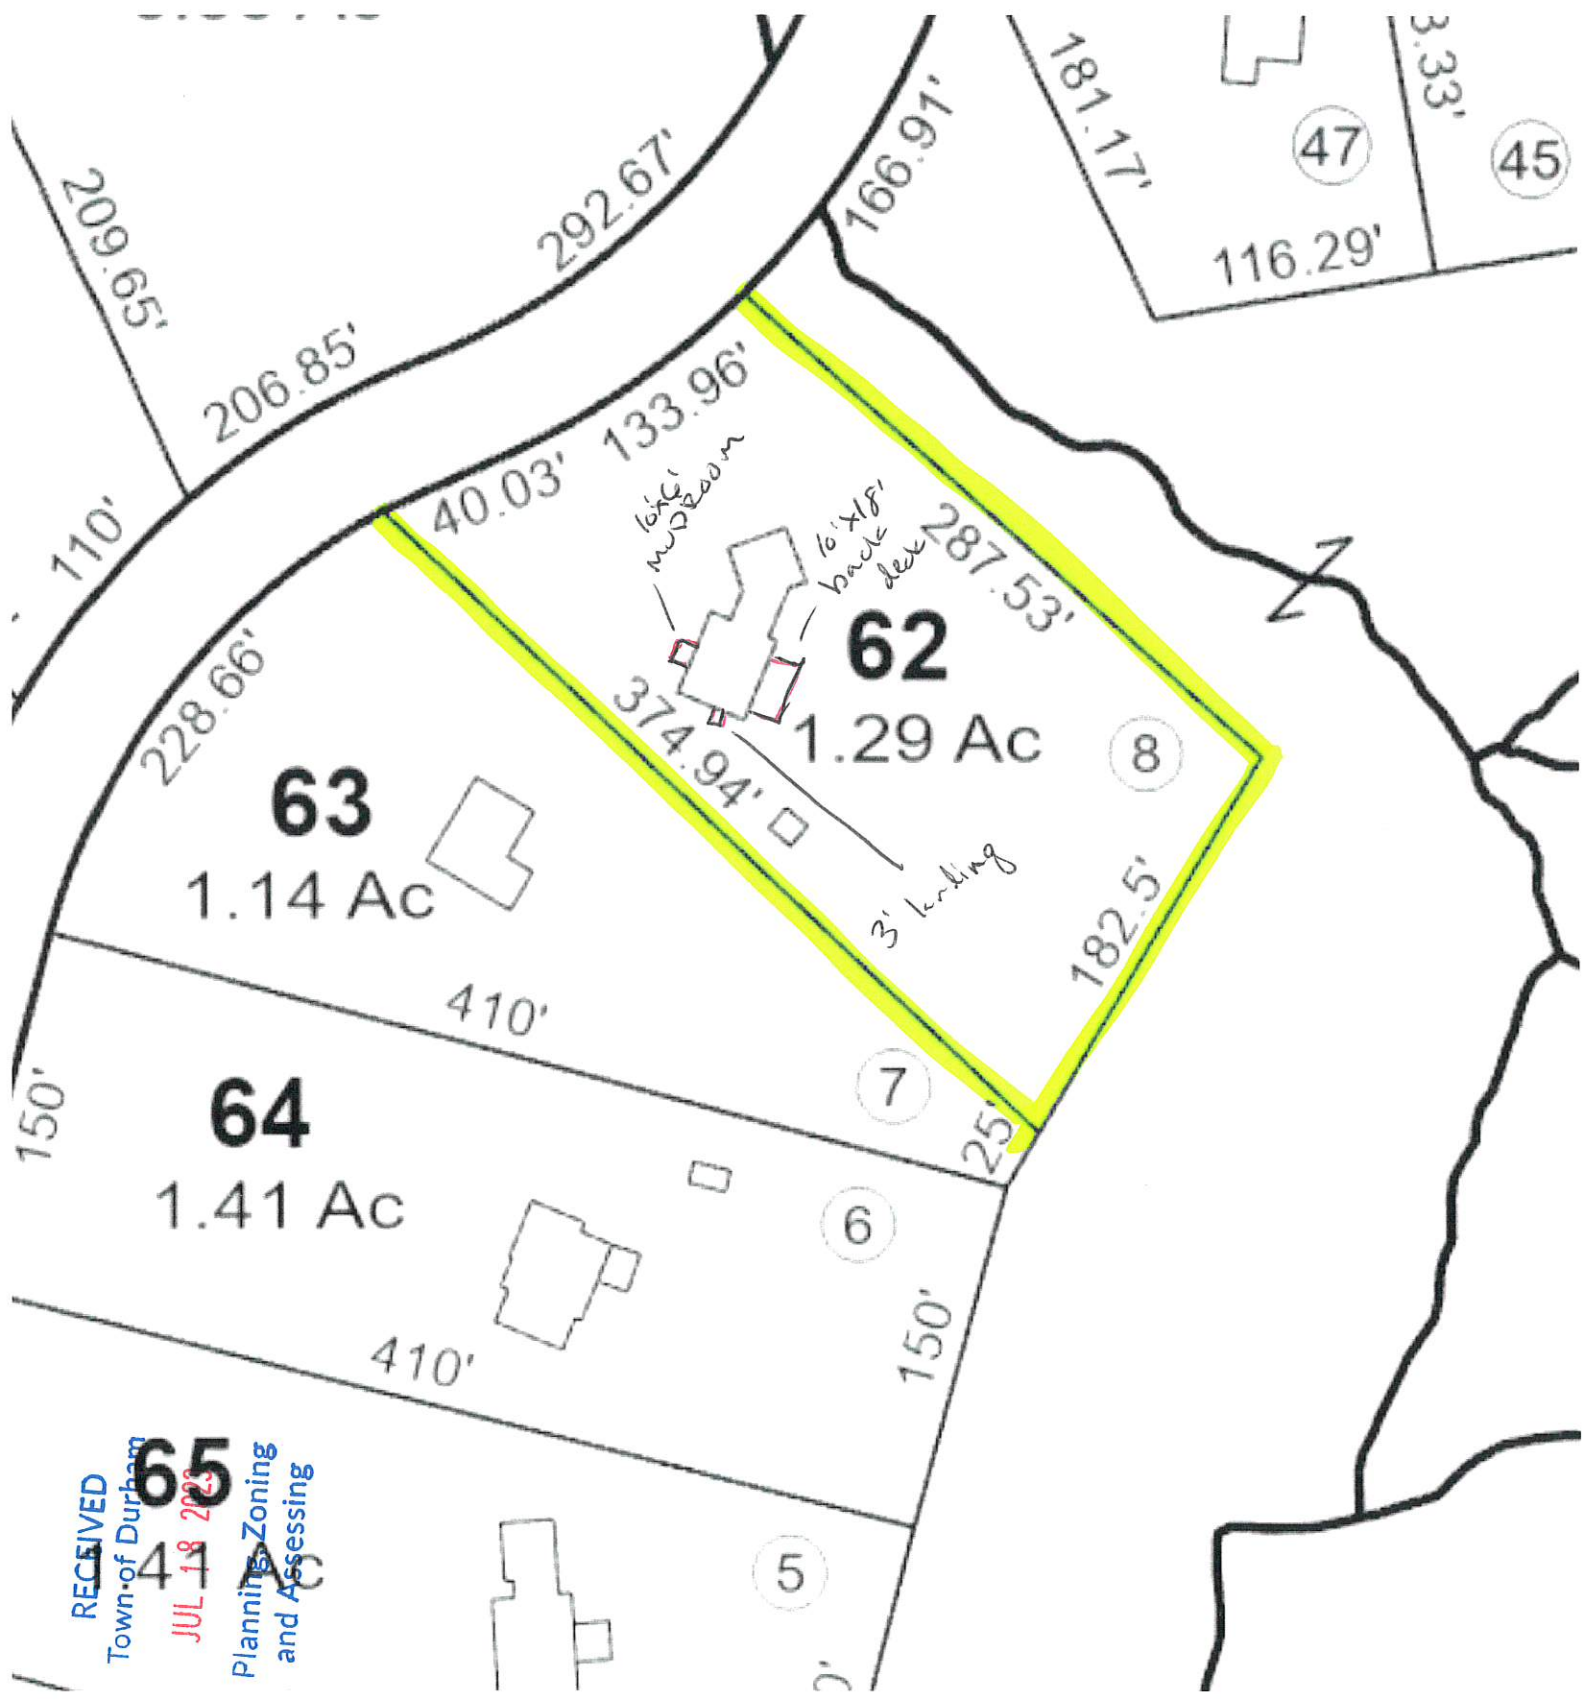 181.17'
3.33'
47
45
116.29'
166.91'
292.67'
209.65'
206.85'
110'
133.96'
40.03'
MUDROOM
10'x18'
back
deck
287.53'
62
1.29 Ac
8
374.94'
228.66'
63
1.14 Ac
3' landing
182.5'
410'
7
25'
64
1.41 Ac
150'
6
150'
410'
65
1.41 Ac
5
RECEIVED
Town of Durham
JUL 18 2023
Planning, Zoning
and Assessing